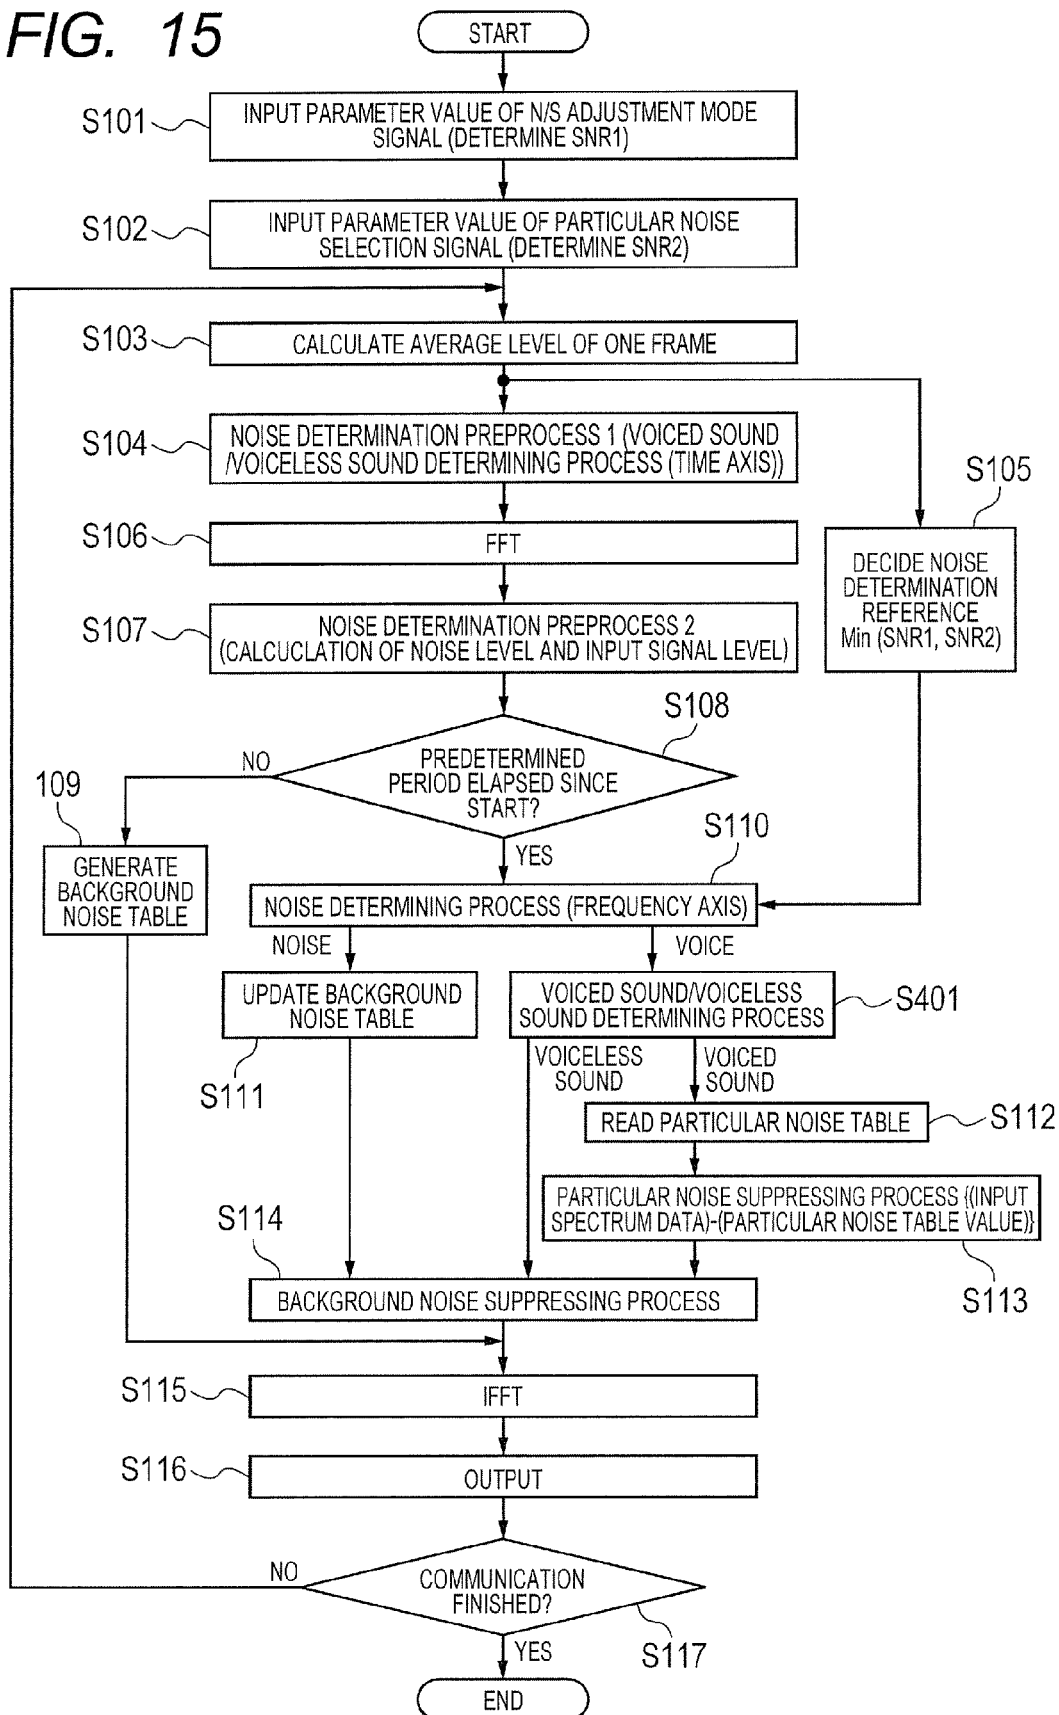 FIG. 15
START
S101
INPUT PARAMETER VALUE OF N/S ADJUSTMENT MODE
SIGNAL (DETERMINE SNR1)
S102
INPUT PARAMETER VALUE OF PARTICULAR NOISE
SELECTION SIGNAL (DETERMINE SNR2)
S103
CALCULATE AVERAGE LEVEL OF ONE FRAME
S104
NOISE DETERMINATION PREPROCESS 1 (VOICED SOUND
/VOICELESS SOUND DETERMINING PROCESS (TIME AXIS))
S105
DECIDE NOISE
DETERMINATION
REFERENCE
Min (SNR1, SNR2)
S106
FFT
S107
NOISE DETERMINATION PREPROCESS 2
(CALCUCLATION OF NOISE LEVEL AND INPUT SIGNAL LEVEL)
S108
PREDETERMINED
PERIOD ELAPSED SINCE
START?
NO
YES
109
GENERATE
BACKGROUND
NOISE TABLE
S110
NOISE DETERMINING PROCESS (FREQUENCY AXIS)
NOISE
VOICE
UPDATE BACKGROUND
NOISE TABLE
S111
VOICED SOUND/VOICELESS
SOUND DETERMINING PROCESS
S401
VOICELESS
SOUND
VOICED
SOUND
READ PARTICULAR NOISE TABLE
S112
PARTICULAR NOISE SUPPRESSING PROCESS {(INPUT
SPECTRUM DATA)-(PARTICULAR NOISE TABLE VALUE)}
S113
S114
BACKGROUND NOISE SUPPRESSING PROCESS
S115
IFFT
S116
OUTPUT
NO
COMMUNICATION
FINISHED?
S117
YES
END